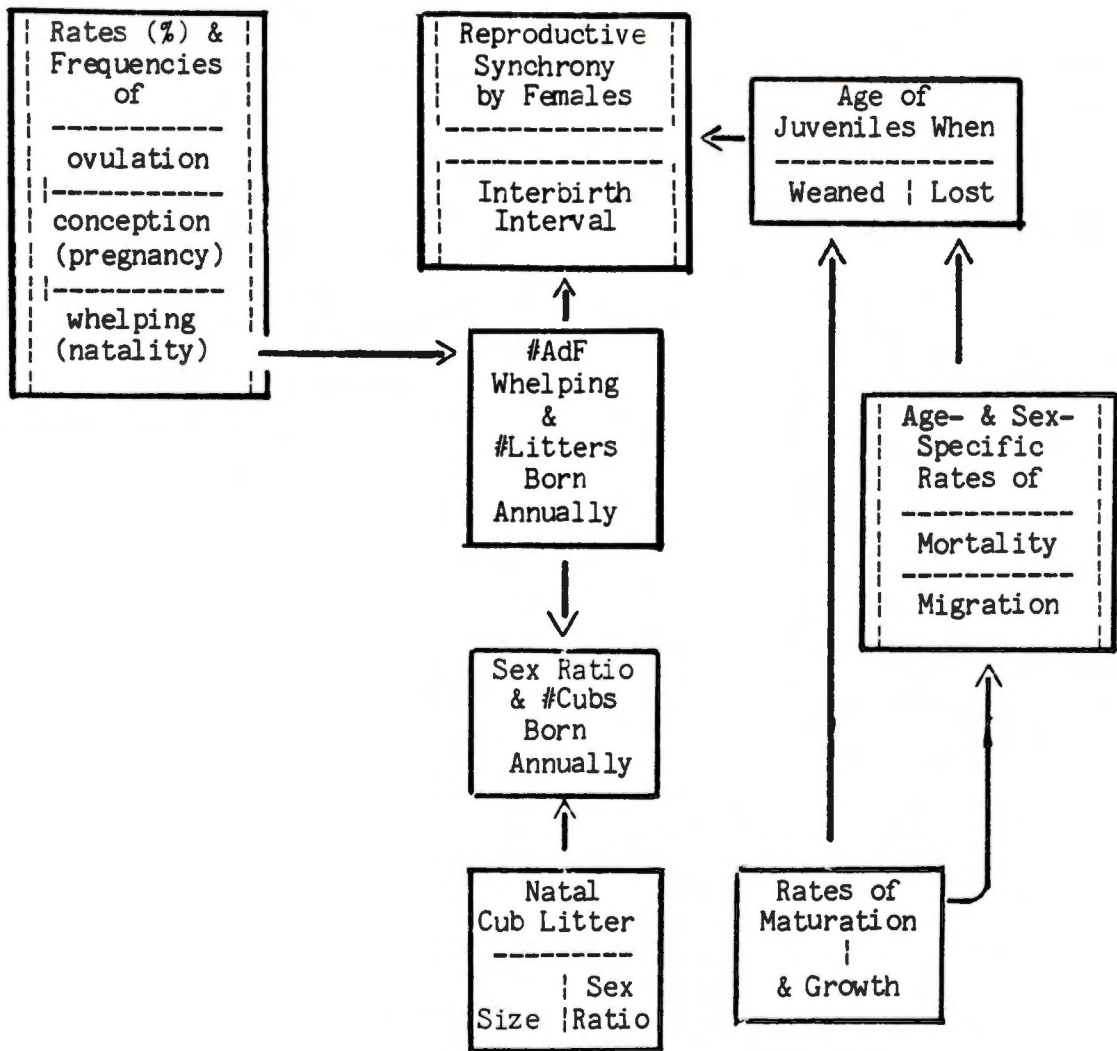 Rates (%) &
Frequencies
of
ovulation
conception
(pregnancy)
whelping
(natality)
Reproductive
Synchrony
by Females
Interbirth
Interval
Age of
Juveniles When
Weaned | Lost
#AdF
Whelping
&
#Litters
Born
Annually
Age- & Sex-
Specific
Rates of
Mortality
Migration
Sex Ratio
& #Cubs
Born
Annually
Natal
Cub Litter
Size | Sex
Ratio
Rates of
Maturation
& Growth